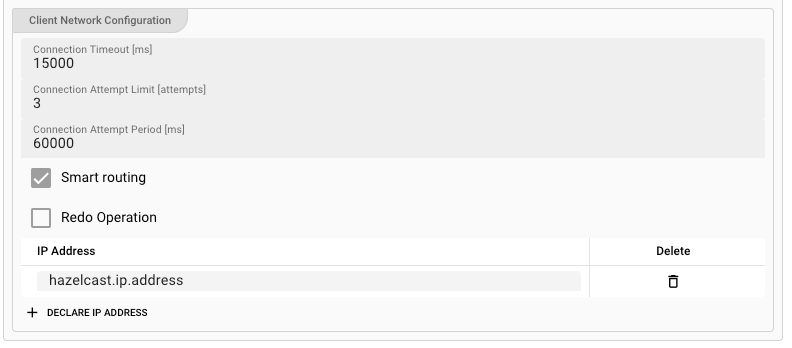 Client Network Configuration
Connection Timeout [ms]
15000
Connection Attempt Limit [attempts]
3
Connection Attempt Period [ms]
60000
Smart routing
Redo Operation
IP Address Delete
hazelcast.ip.address
DECLARE IP ADDRESS